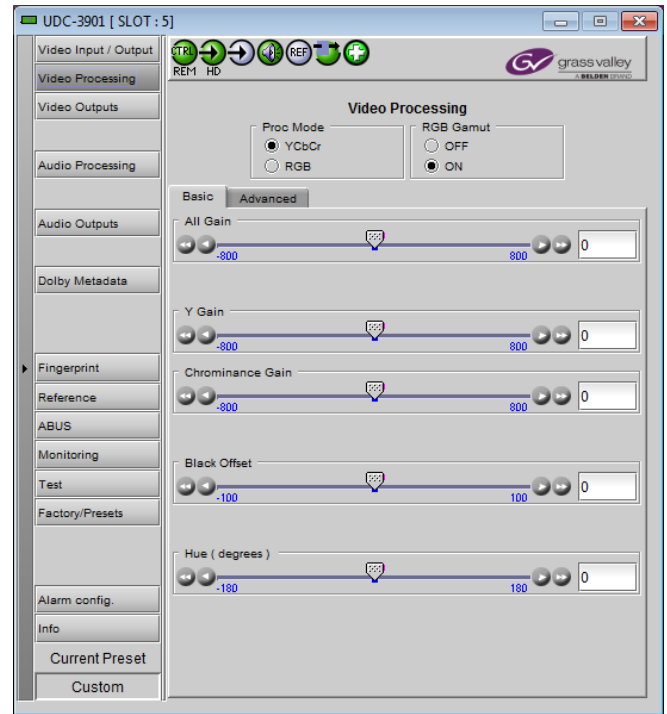 UDC-3901 [ SLOT : 5]
Video Input / Output
Video Processing
Video Outputs
Audio Processing
Audio Outputs
Dolby Metadata
Fingerprint
Reference
ABUS
Monitoring
Test
Factory/Presets
Alarm config.
Info
Current Preset
Custom
CTRL
REF
REM HD
GV
grass valley
A BELDEN BRAND
Video Processing
Proc Mode
YCbCr
RGB
RGB Gamut
OFF
ON
Basic Advanced
All Gain
-800 800 0
Y Gain
-800 800 0
Chrominance Gain
-800 800 0
Black Offset
-100 100 0
Hue ( degrees )
-180 180 0